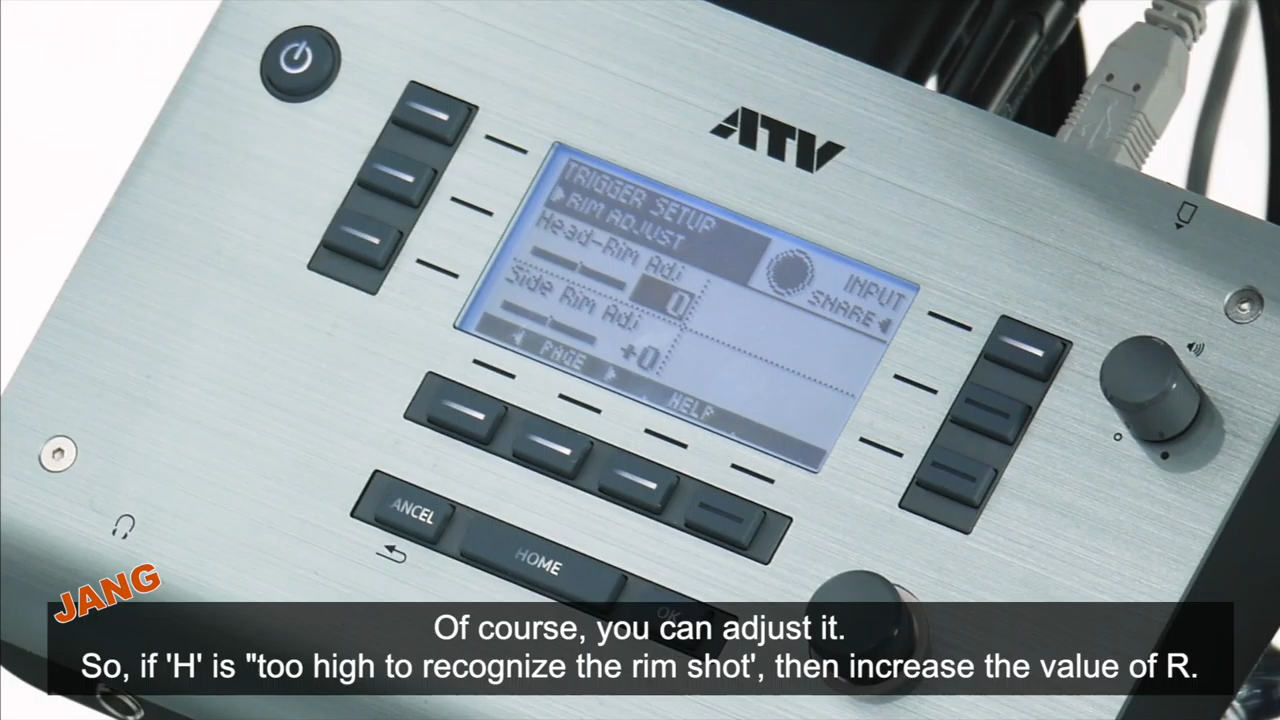 ATV
TRIGGER SETUP
RIM ADJUST
Head-Rim Adj
0
Side Rim Adj
+0
INPUT
SNARE
PAGE
HELP
ANCEL
HOME
OK
JANG
Of course, you can adjust it.
So, if 'H' is "too high to recognize the rim shot', then increase the value of R.